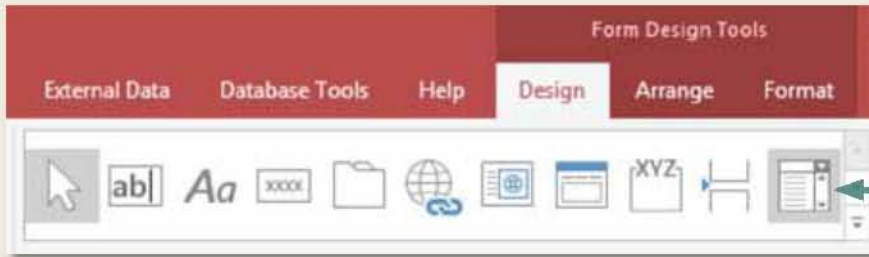 Form Design Tools
External Data Database Tools Help Design Arrange Format
ab Aa xxxx XYZ